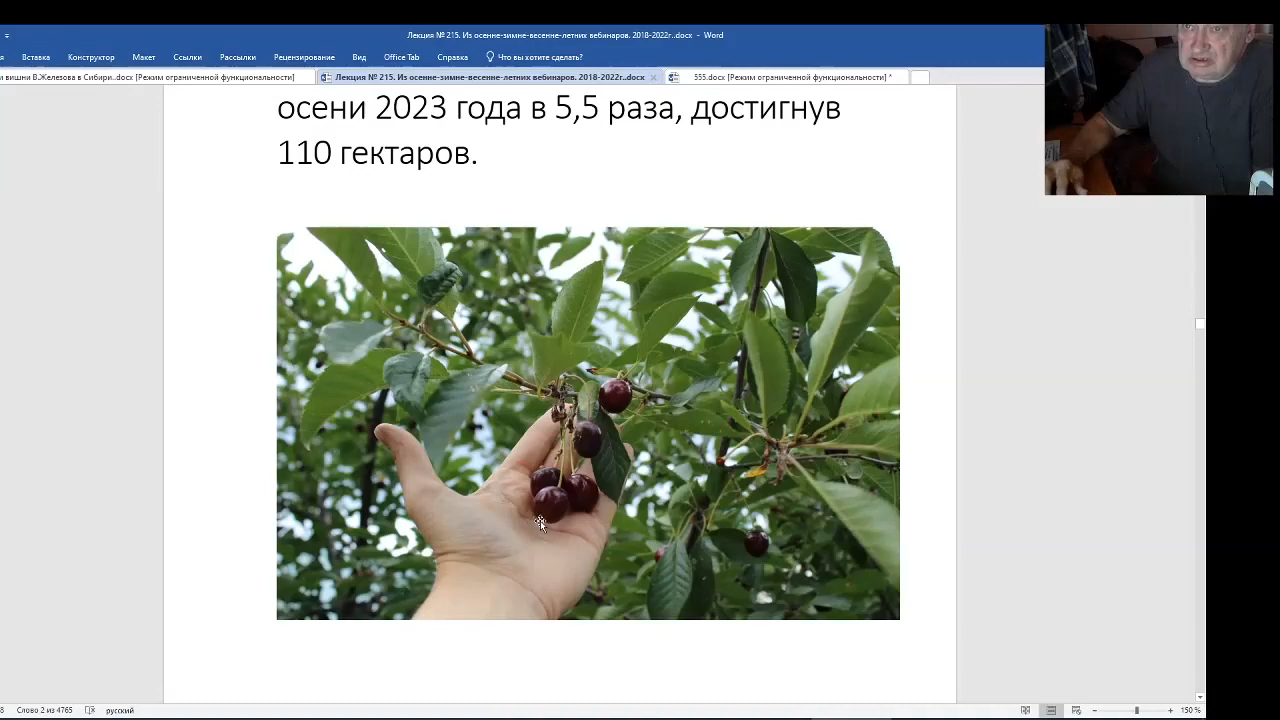 Лекция № 215. Из осенне-зимне-весенне-летних вебинаров. 2018-2022г..docx - Word
Вставка Конструктор Макет Ссылки Рассылки Рецензирование Вид Office Tab Справка Что вы хотите сделать?
и вишни В.Железова в Сибири..docx [Режим ограниченной функциональности] Лекция № 215. Из осенне-зимне-весенне-летних вебинаров. 2018-2022г..docx 555.docx [Режим ограниченной функциональности] *
осени 2023 года в 5,5 раза, достигнув
110 гектаров.
8 Слово 2 из 4765 русский 150 %